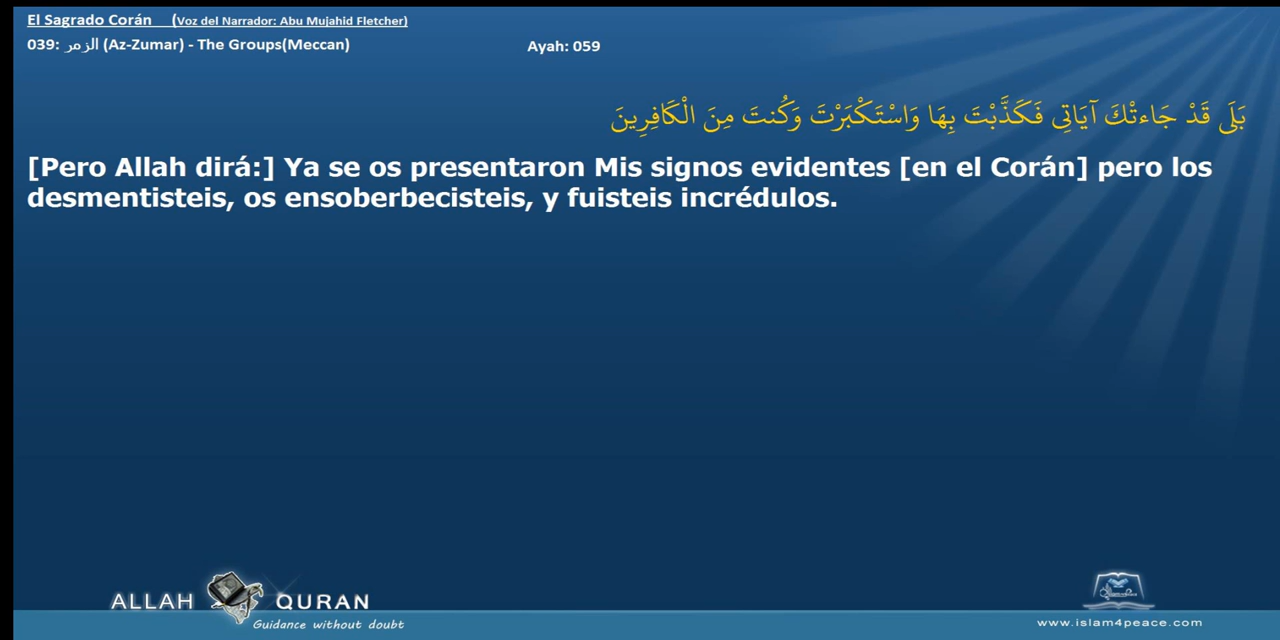 El Sagrado Corán (Voz del Narrador: Abu Mujahid Fletcher)
039: الزمر (Az-Zumar) - The Groups(Meccan) Ayah: 059
بَلَى قَدْ جَاءتْكَ آيَاتِي فَكَذَّبْتَ بِهَا وَاسْتَكْبَرْتَ وَكُنتَ مِنَ الْكَافِرِينَ
[Pero Allah dirá:] Ya se os presentaron Mis signos evidentes [en el Corán] pero los
desmentisteis, os ensoberbecisteis, y fuisteis incrédulos.
ALLAH QURAN
Guidance without doubt
www.islam4peace.com